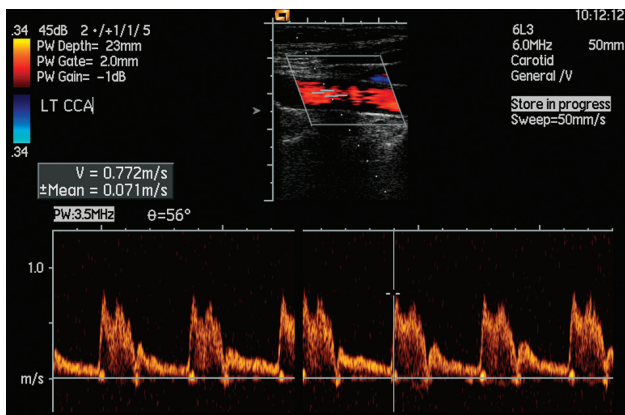 10:12:12
.34 45dB 2 •/+1/1/ 5
PW Depth= 23mm
PW Gate= 2.0mm
PW Gain= -1dB
LT CCA
.34
6L3
6.0MHz 50mm
Carotid
General /V
Store in progress
Sweep=50mm/s
V = 0.772m/s
±Mean = 0.071m/s
PW:3.5MHz θ=56°
1.0
m/s